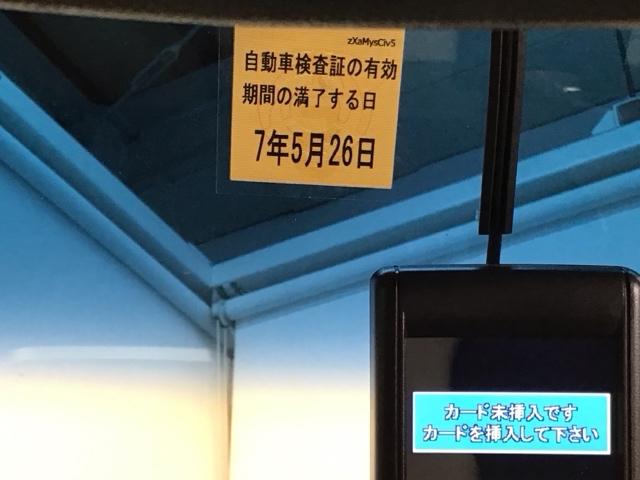 zXaMysCiv5
自動車検査証の有効
期間の満了する日
7年5月26日
カード未挿入です
カードを挿入して下さい